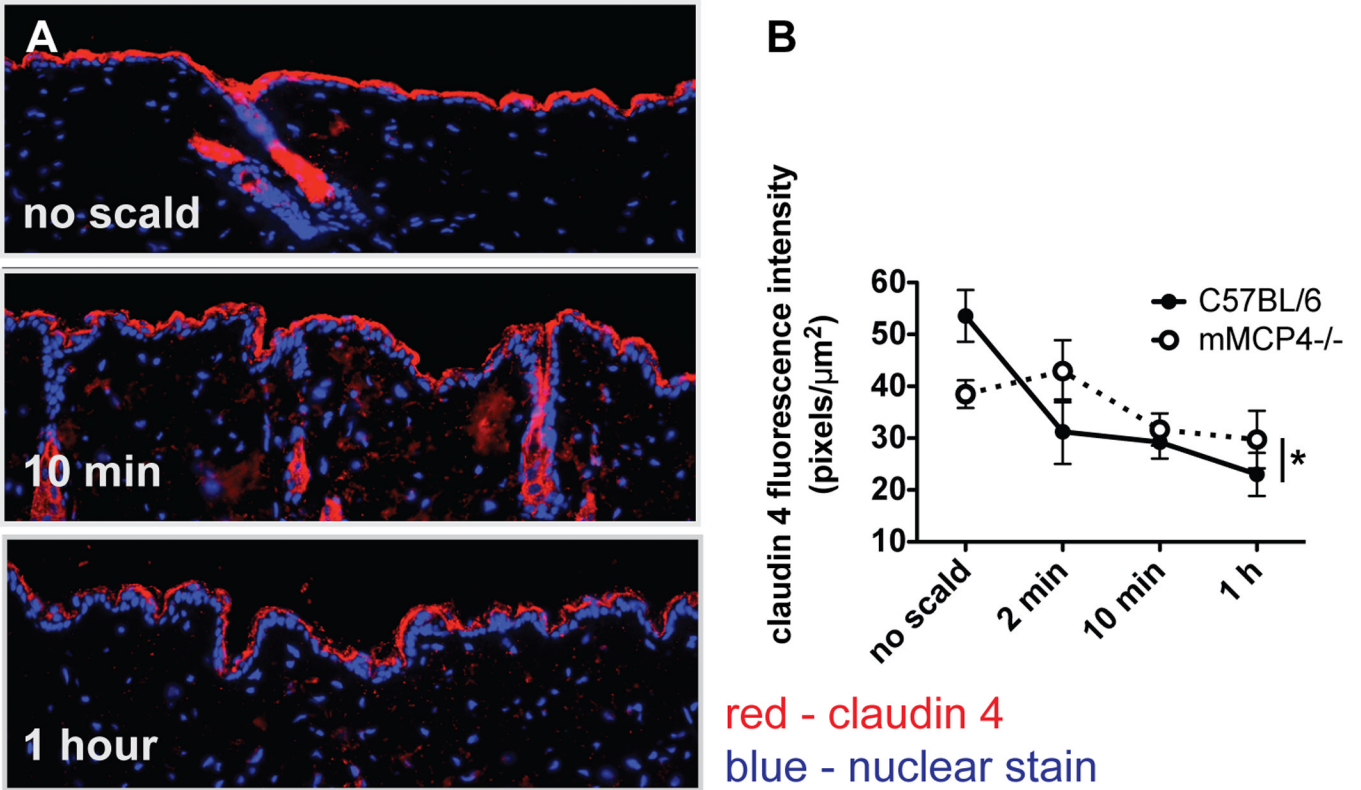 A
no scald
10 min
1 hour
B
claudin 4 fluorescence intensity
(pixels/µm²)
60
50
40
30
20
10
C57BL/6
mMCP4-/-
*
no scald
2 min
10 min
1 h
red - claudin 4
blue - nuclear stain